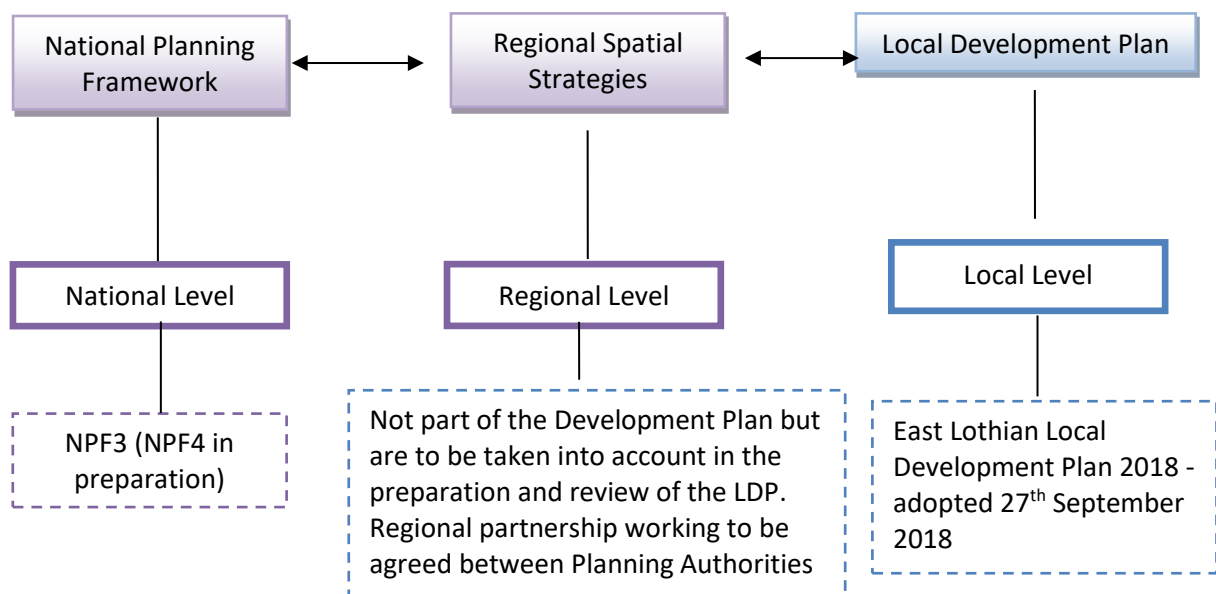 National Planning
Framework
Regional Spatial
Strategies
Local Development Plan
National Level
Regional Level
Local Level
NPF3 (NPF4 in
preparation)
Not part of the Development Plan but
are to be taken into account in the
preparation and review of the LDP.
Regional partnership working to be
agreed between Planning Authorities
East Lothian Local
Development Plan 2018 -
adopted 27th September
2018